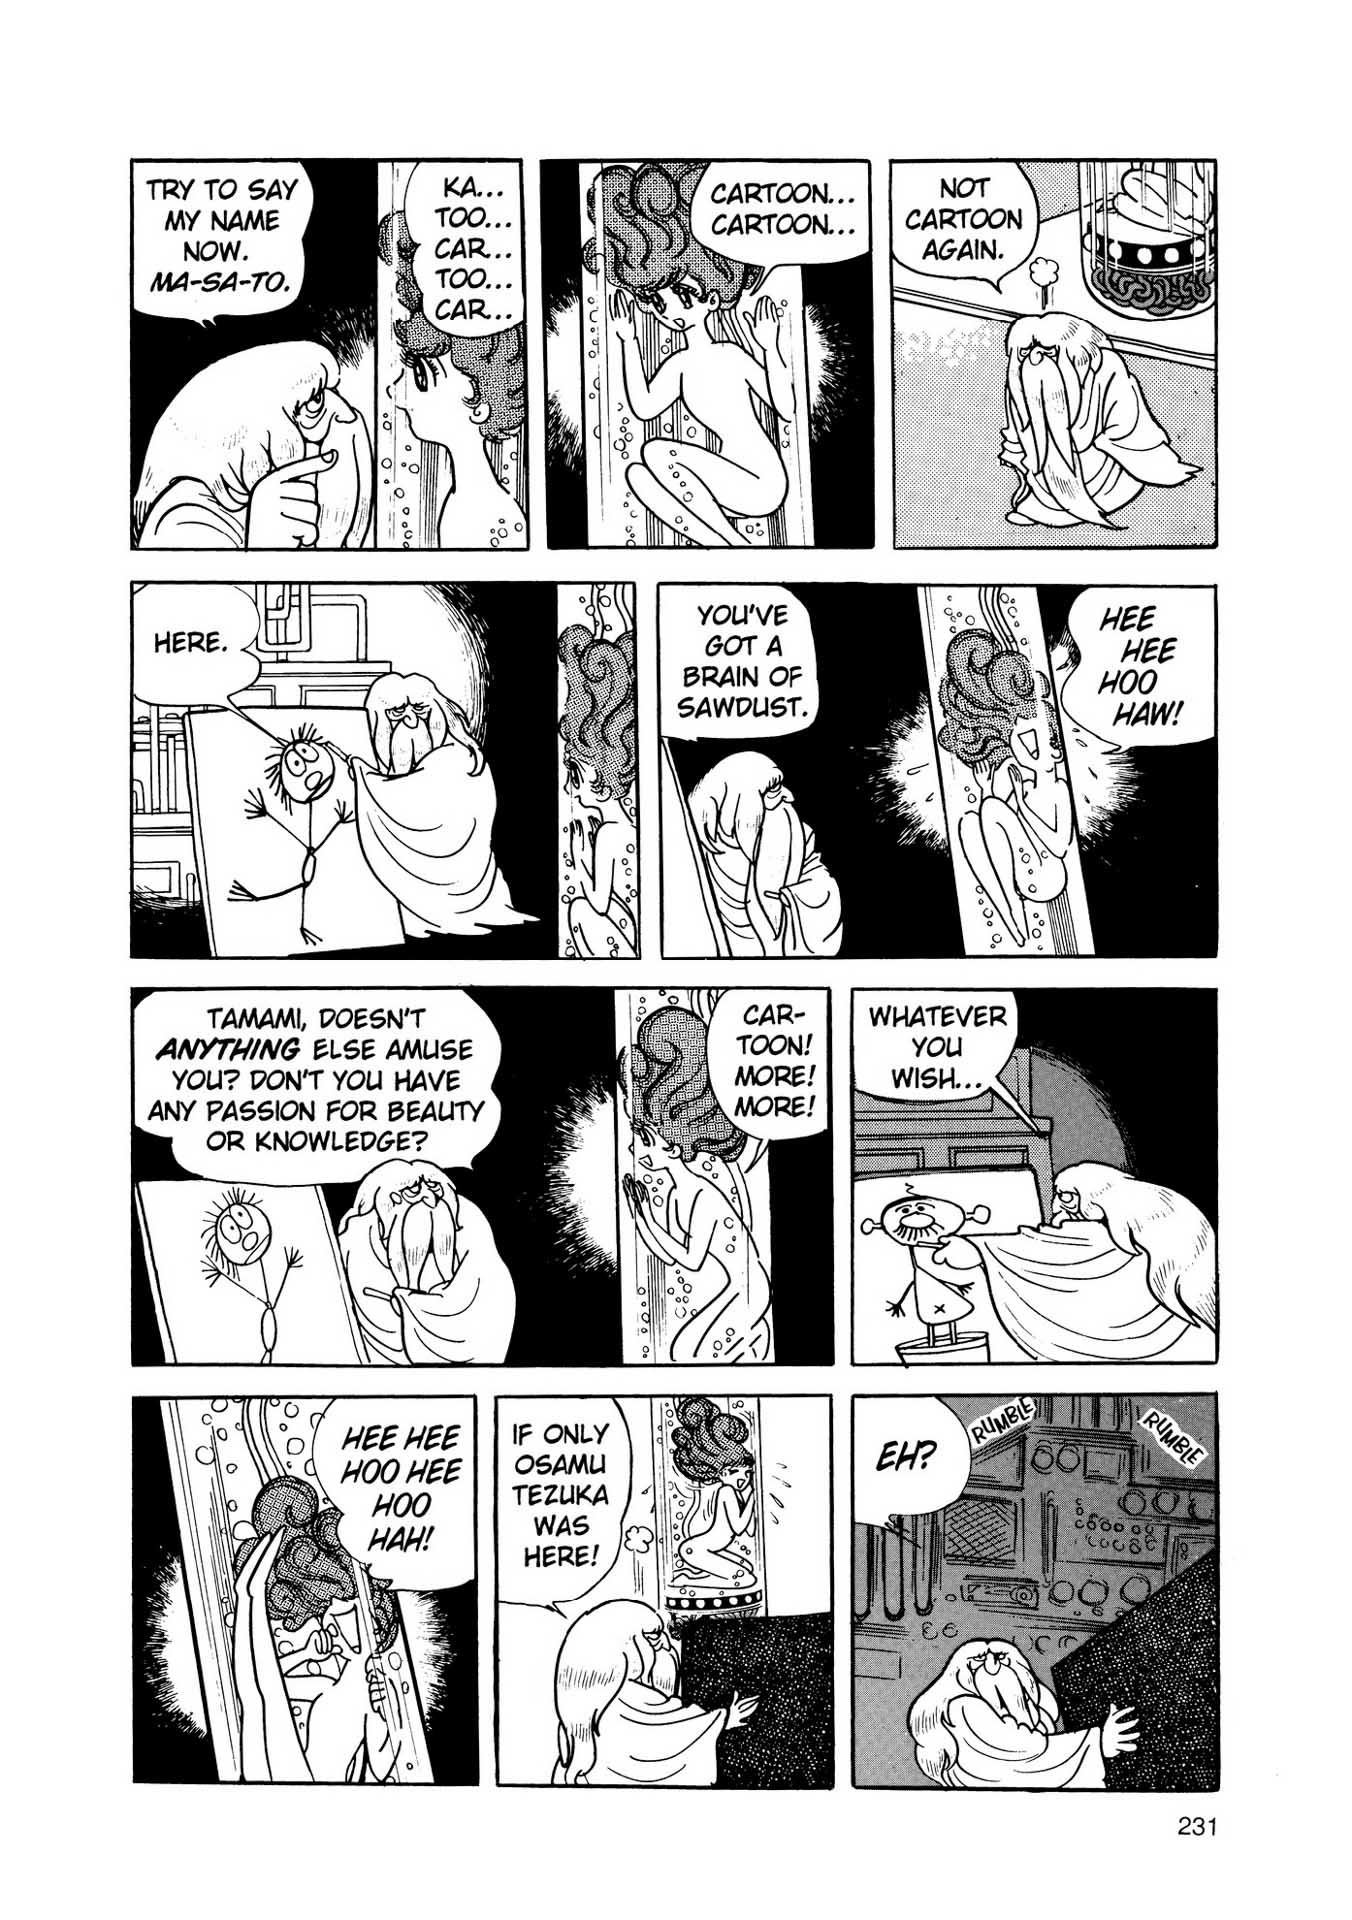 TRY TO SAY
MY NAME
NOW.
MA-SA-TO.
KA...
TOO...
CAR...
TOO...
CAR...
CARTOON...
CARTOON...
NOT
CARTOON
AGAIN.
HERE.
YOU'VE
GOT A
BRAIN OF
SAWDUST.
HEE
HEE
HOO
HAW!
TAMAMI, DOESN'T
ANYTHING ELSE AMUSE
YOU? DON'T YOU HAVE
ANY PASSION FOR BEAUTY
OR KNOWLEDGE?
CAR-
TOON!
MORE!
MORE!
WHATEVER
YOU
WISH...
HEE HEE
HOO HEE
HOO
HAH!
IF ONLY
OSAMU
TEZUKA
WAS
HERE!
EH?
RUMBLE
RUMBLE
231